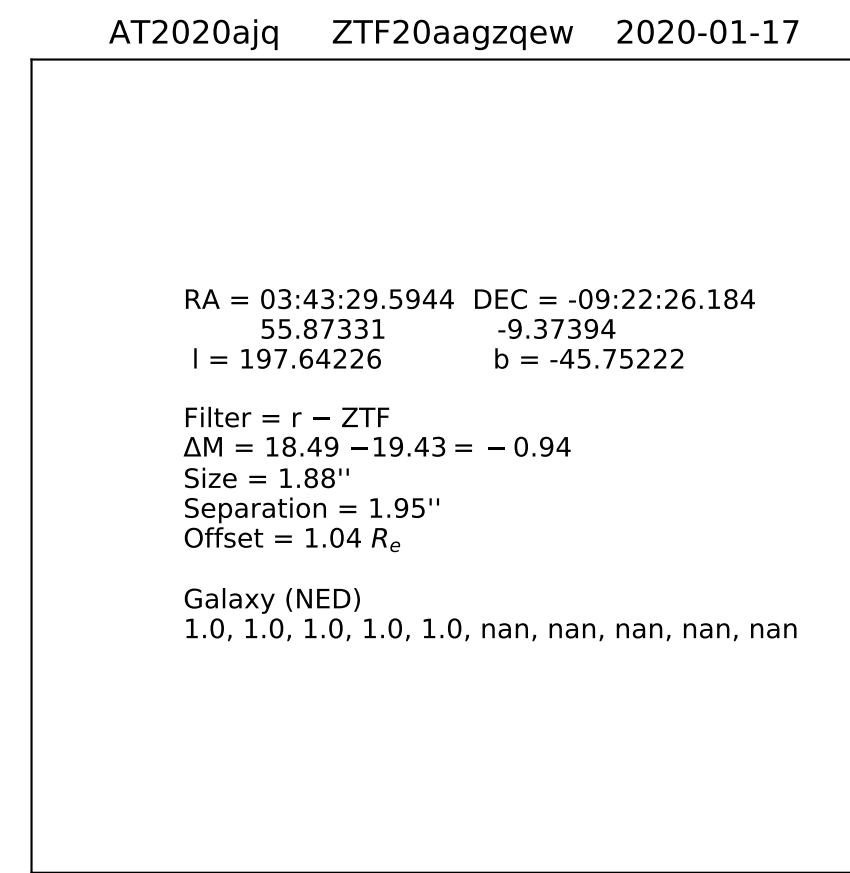 AT2020ajq ZTF20aagzqew 2020-01-17
RA = 03:43:29.5944 DEC = -09:22:26.184
55.87331 -9.37394
l = 197.64226 b = -45.75222
Filter = r − ZTF
ΔM = 18.49 −19.43 = − 0.94
Size = 1.88''
Separation = 1.95''
Offset = 1.04 Rₑ
Galaxy (NED)
1.0, 1.0, 1.0, 1.0, 1.0, nan, nan, nan, nan, nan